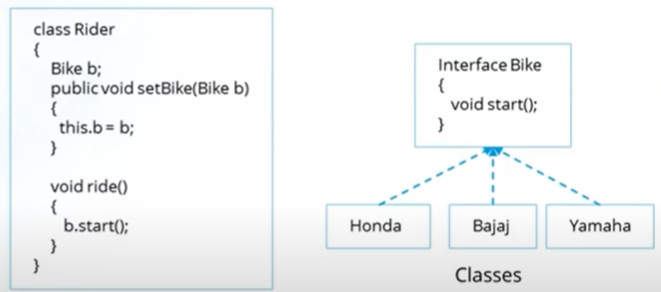 class Rider
{
Bike b;
public void setBike(Bike b)
{
this.b = b;
}
void ride()
{
b.start();
}
}
Interface Bike
{
void start();
}
Honda
Bajaj
Yamaha
Classes